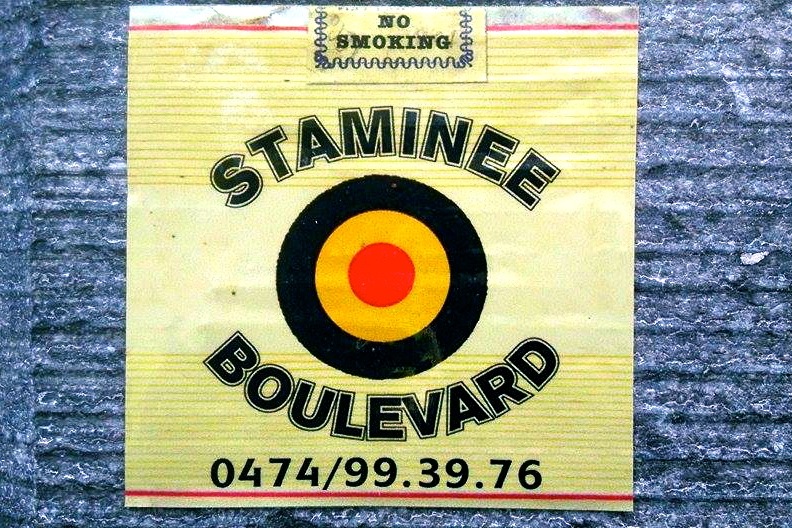 NO
SMOKING
STAMINEE
BOULEVARD
0474/99.39.76